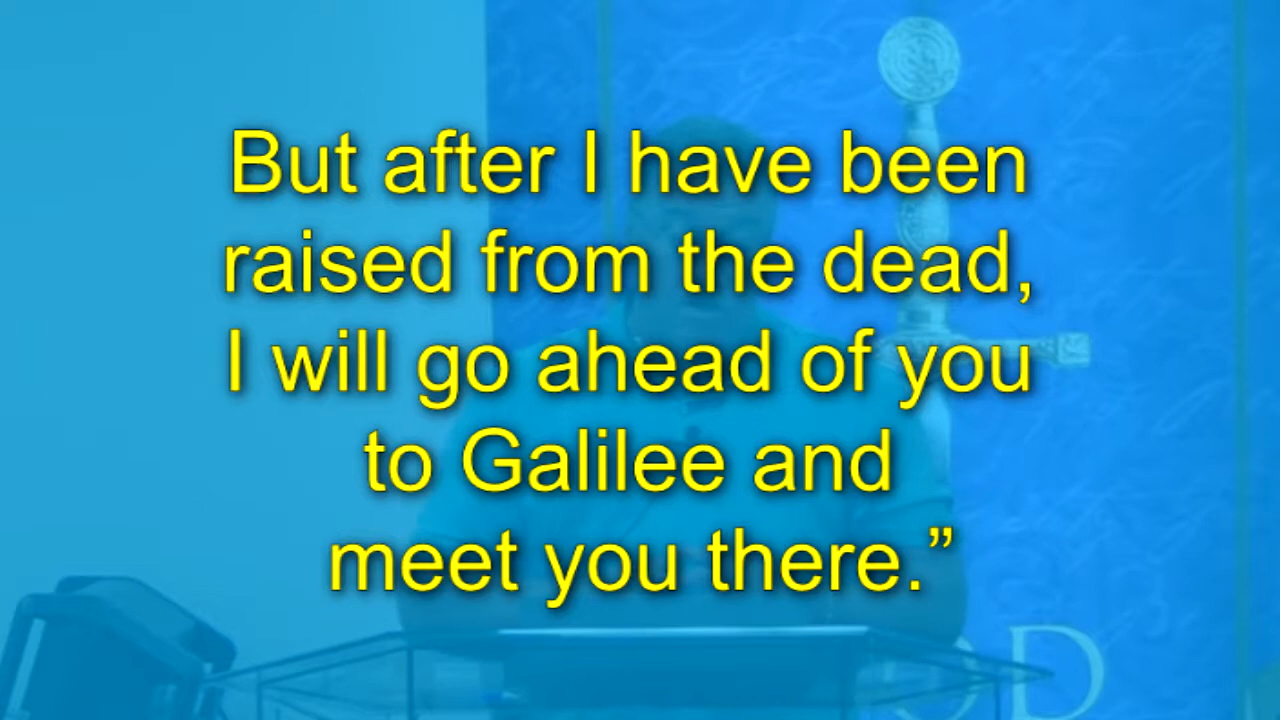 But after I have been
raised from the dead,
I will go ahead of you
to Galilee and
meet you there.”